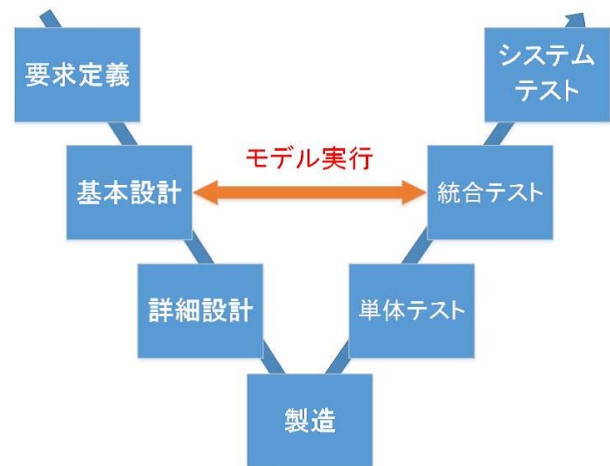 要求定義
システム
テスト
モデル実行
基本設計
統合テスト
詳細設計
単体テスト
製造